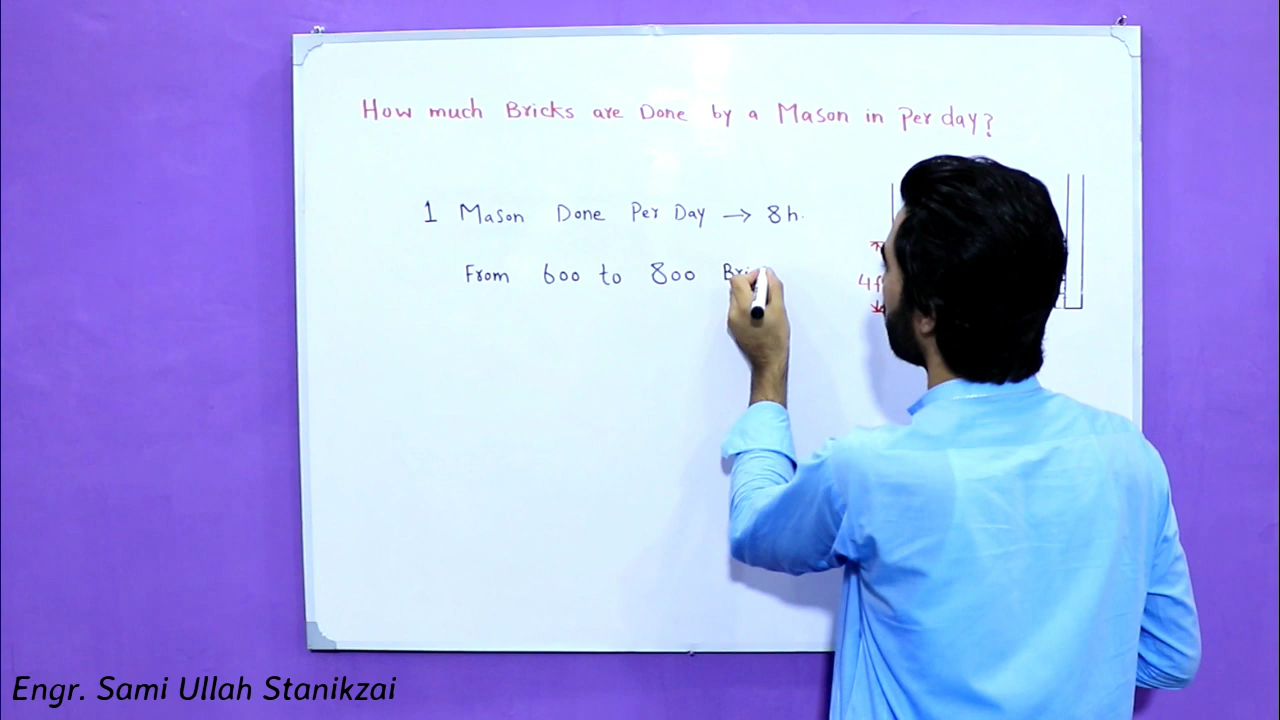 How much Bricks are Done by a Mason in Per day?
1 Mason Done Per Day → 8h.
From 600 to 800
Engr. Sami Ullah Stanikzai